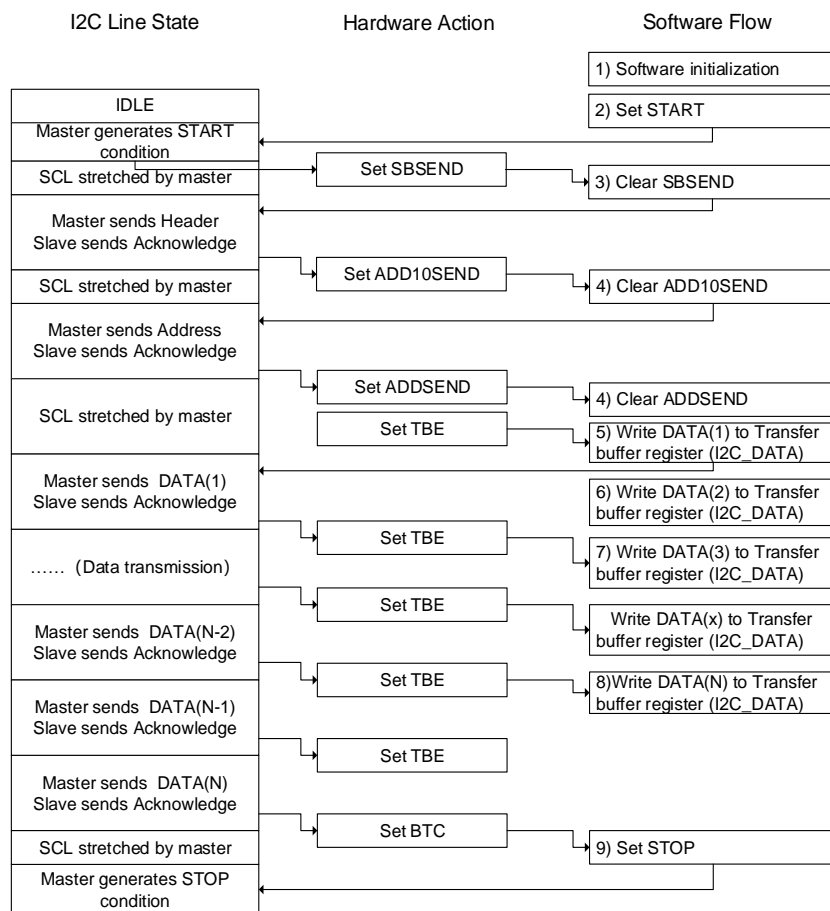 I2C Line State
Hardware Action
Software Flow
1) Software initialization
IDLE
2) Set START
Master generates START
condition
SCL stretched by master
Set SBSEND
3) Clear SBSEND
Master sends Header
Slave sends Acknowledge
SCL stretched by master
Set ADD10SEND
4) Clear ADD10SEND
Master sends Address
Slave sends Acknowledge
SCL stretched by master
Set ADDSEND
4) Clear ADDSEND
Set TBE
5) Write DATA(1) to Transfer
buffer register (I2C_DATA)
Master sends DATA(1)
Slave sends Acknowledge
6) Write DATA(2) to Transfer
buffer register (I2C_DATA)
Set TBE
7) Write DATA(3) to Transfer
buffer register (I2C_DATA)
…… (Data transmission)
Set TBE
Write DATA(x) to Transfer
buffer register (I2C_DATA)
Master sends DATA(N-2)
Slave sends Acknowledge
Set TBE
8)Write DATA(N) to Transfer
buffer register (I2C_DATA)
Master sends DATA(N-1)
Slave sends Acknowledge
Set TBE
Master sends DATA(N)
Slave sends Acknowledge
Set BTC
9) Set STOP
SCL stretched by master
Master generates STOP
condition